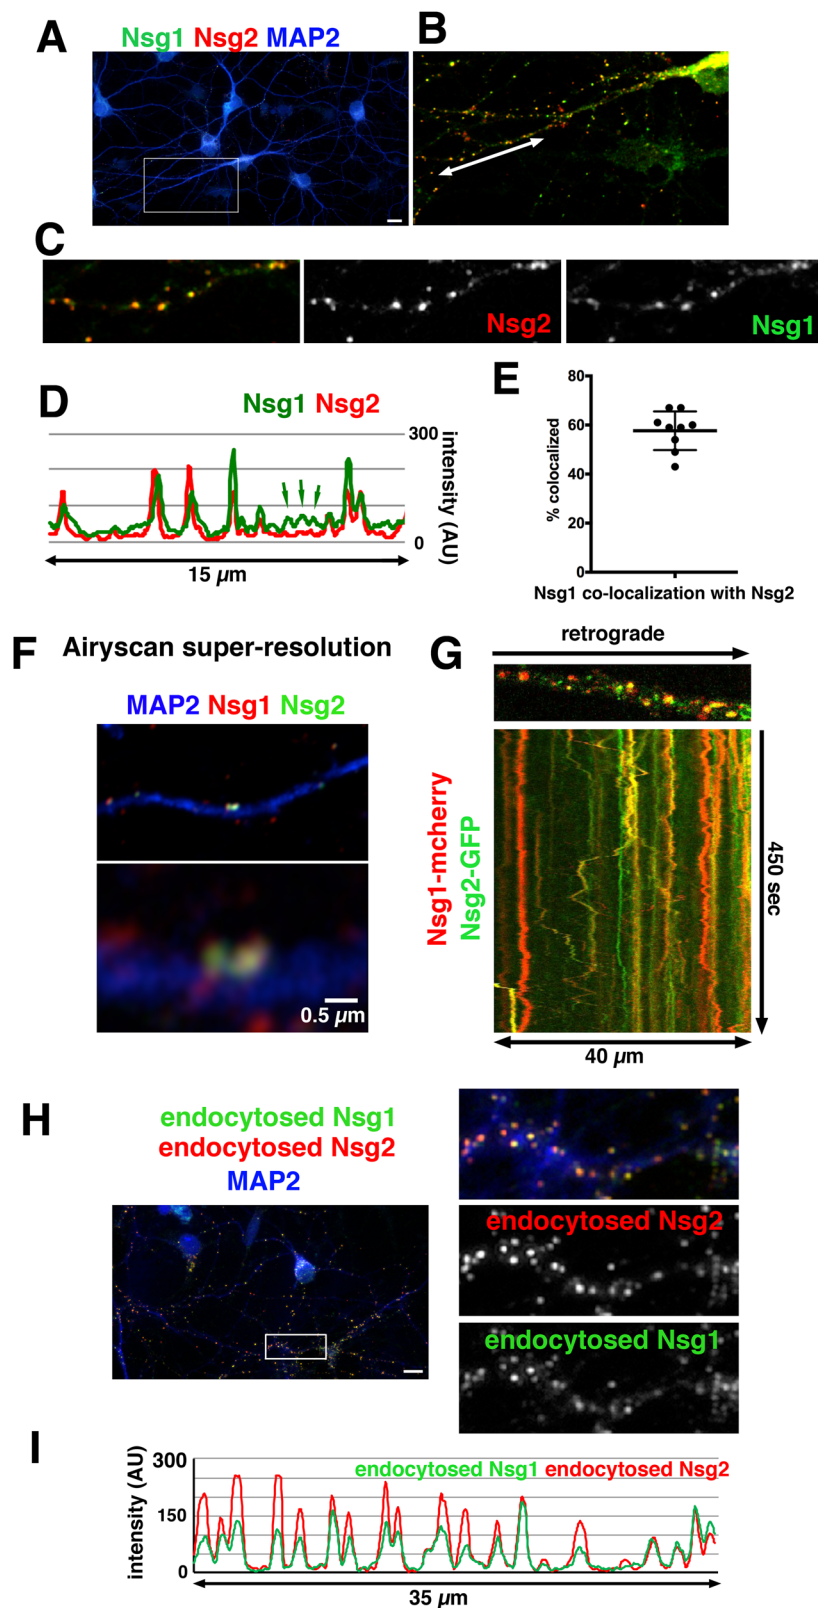 A
Nsg1 Nsg2 MAP2
B
C
Nsg2
Nsg1
D
Nsg1 Nsg2
300
intensity (AU)
0
15 µm
E
80
60
40
20
0
% colocalized
Nsg1 co-localization with Nsg2
F
Airyscan super-resolution
MAP2 Nsg1 Nsg2
0.5 µm
G
retrograde
Nsg1-mcherry
Nsg2-GFP
450 sec
40 µm
H
endocytosed Nsg1
endocytosed Nsg2
MAP2
endocytosed Nsg2
endocytosed Nsg1
I
intensity (AU)
300
150
0
endocytosed Nsg1 endocytosed Nsg2
35 µm